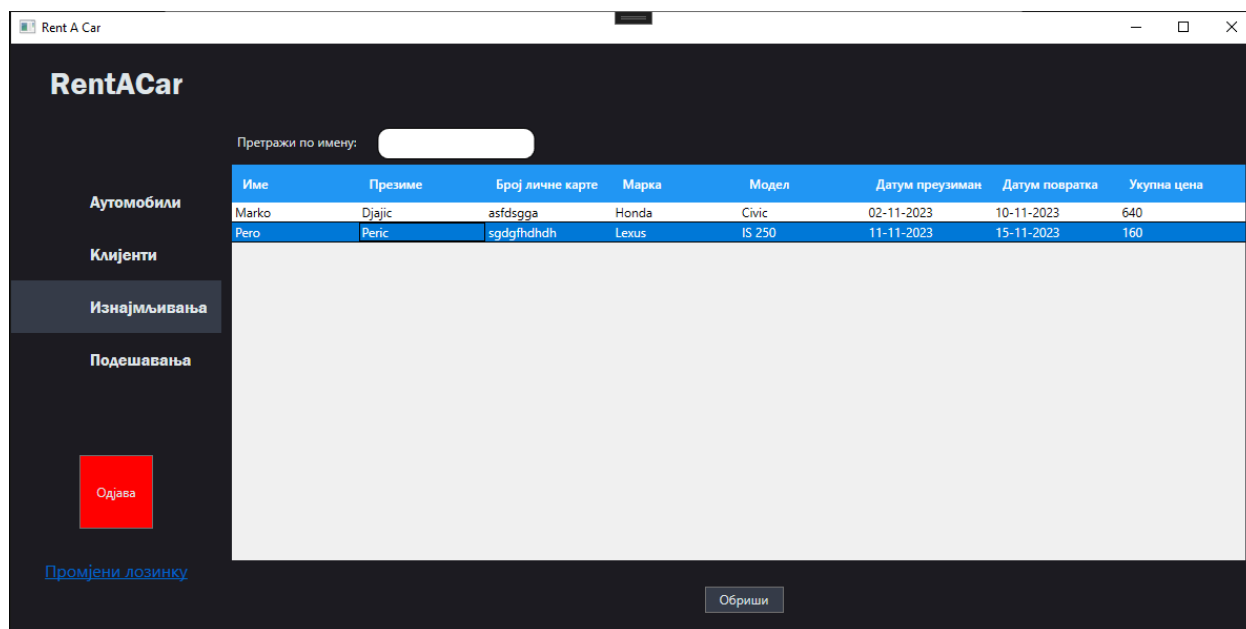 Rent A Car
RentACar
Претражи по имену:
Име Презиме Број личне карте Марка Модел Датум преузиман Датум повратка Укупна цена
Marko Djajic asfdsgga Honda Civic 02-11-2023 10-11-2023 640
Pero Peric sgdgfhdhdh Lexus IS 250 11-11-2023 15-11-2023 160
Аутомобили
Клијенти
Изнајмљивања
Подешавања
Одјава
Промјени лозинку
Обриши